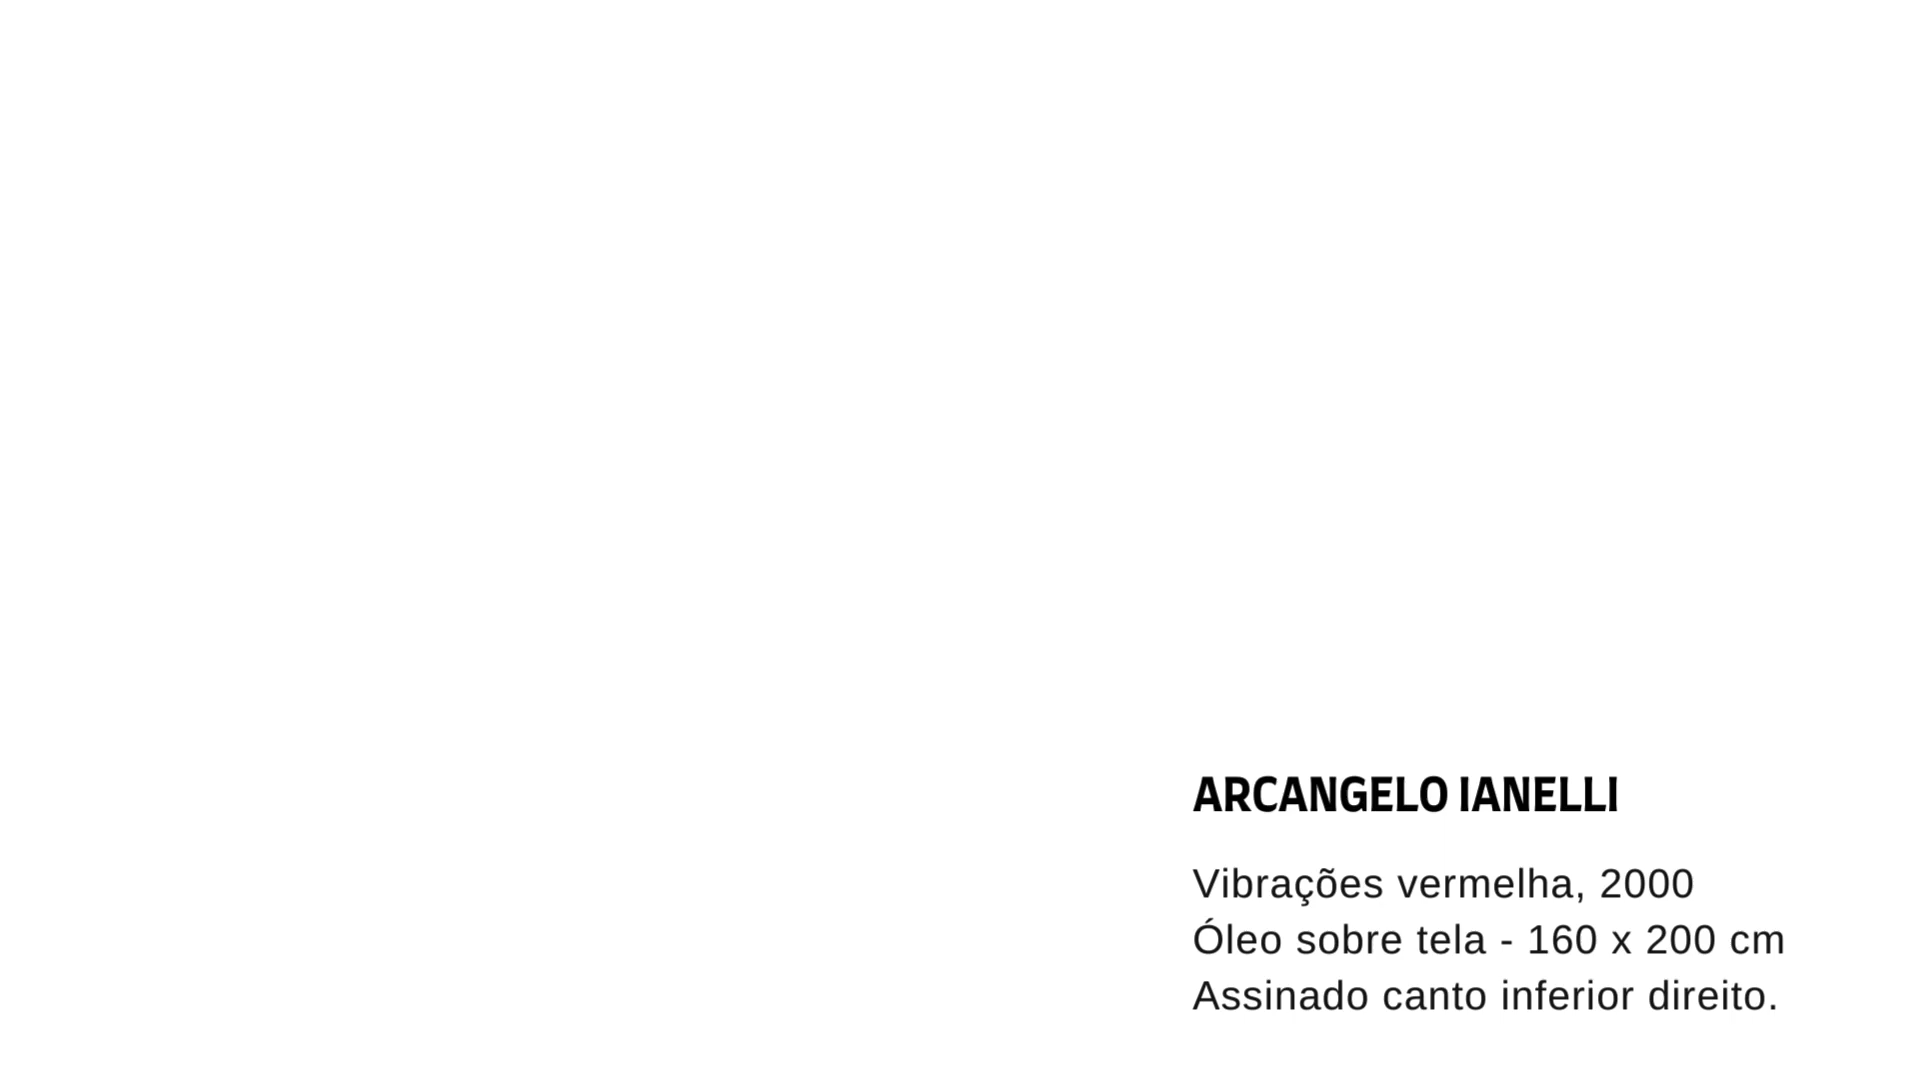 ARCANGELO IANELLI
Vibrações vermelha, 2000
Óleo sobre tela - 160 x 200 cm
Assinado canto inferior direito.